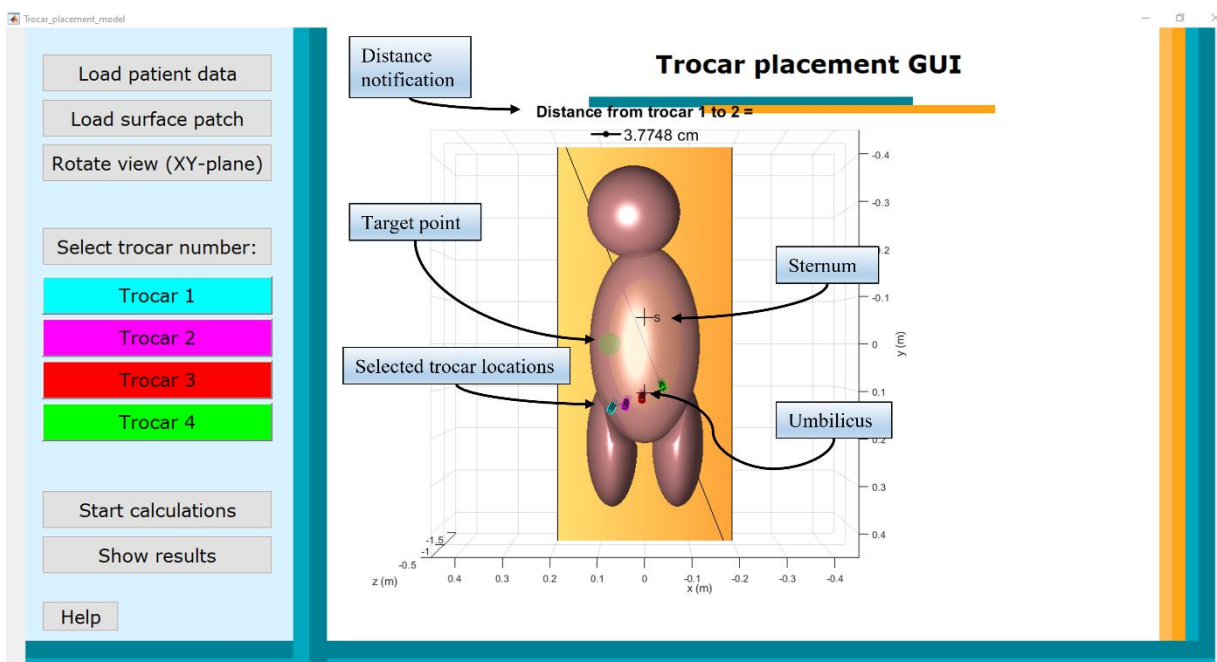 Trocar_placement_model
Load patient data
Load surface patch
Rotate view (XY-plane)
Select trocar number:
Trocar 1
Trocar 2
Trocar 3
Trocar 4
Start calculations
Show results
Help
Trocar placement GUI
Distance
notification
Distance from trocar 1 to 2 =
3.7748 cm
Target point
Sternum
S
Selected trocar locations
Umbilicus
-0.4
-0.3
0.2
-0.1
0
0.1
0.2
0.3
0.4
y (m)
-1.5
-1
-0.5
z (m)
0.4
0.3
0.2
0.1
0
-0.1
-0.2
-0.3
-0.4
x (m)